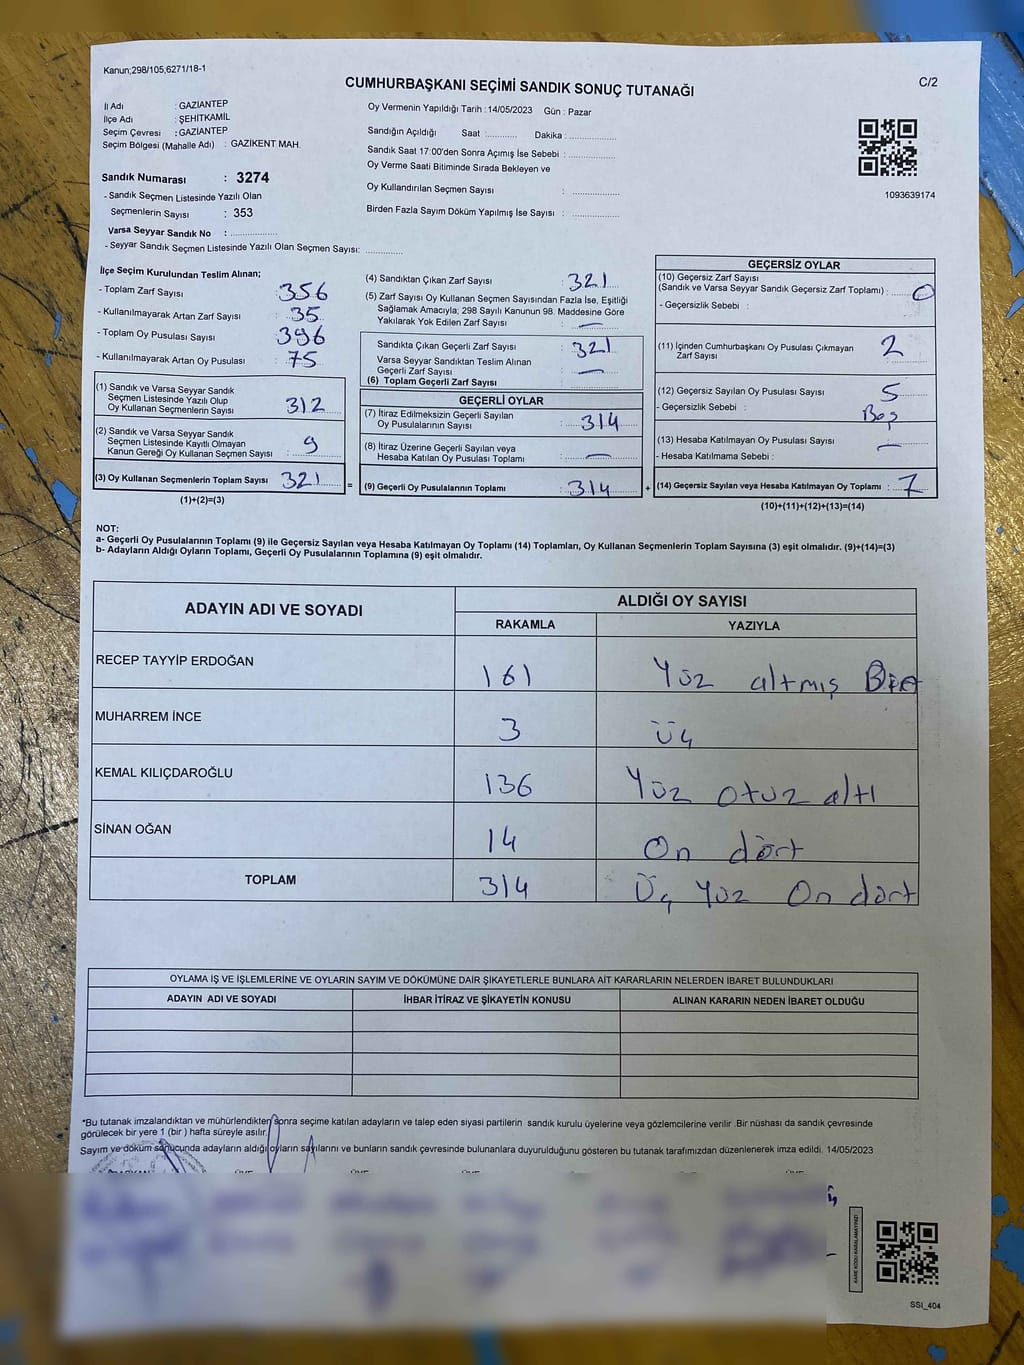 Kanun;298/105,6271/18-1
CUMHURBAŞKANI SEÇİMİ SANDIK SONUÇ TUTANAĞI
C/2
İl Adı : GAZİANTEP
İlçe Adı : ŞEHİTKAMİL
Seçim Çevresi : GAZİANTEP
Seçim Bölgesi (Mahalle Adı) : GAZİKENT MAH.
Sandık Numarası : 3274
- Sandık Seçmen Listesinde Yazılı Olan
Seçmenlerin Sayısı : 353
Varsa Seyyar Sandık No : ...............
- Seyyar Sandık Seçmen Listesinde Yazılı Olan Seçmen Sayısı: ............
Oy Vermenin Yapıldığı Tarih : 14/05/2023 Gün : Pazar
Sandığın Açıldığı Saat :.......... Dakika : ...............
Sandık Saat 17:00'den Sonra Açımış İse Sebebi : ...............
Oy Verme Saati Bitiminde Sırada Bekleyen ve
Oy Kullandırılan Seçmen Sayısı : ...............
Birden Fazla Sayım Döküm Yapılmış İse Sayısı : ...............
1093639174
İlçe Seçim Kurulundan Teslim Alınan;
- Toplam Zarf Sayısı : 356
- Kullanılmayarak Artan Zarf Sayısı : 35
- Toplam Oy Pusulası Sayısı : 396
- Kullanılmayarak Artan Oy Pusulası : 75
(1) Sandık ve Varsa Seyyar Sandık
Seçmen Listesinde Yazılı Olup
Oy Kullanan Seçmenlerin Sayısı : 312
(2) Sandık ve Varsa Seyyar Sandık
Seçmen Listesinde Kayıtlı Olmayan
Kanun Gereği Oy Kullanan Seçmen Sayısı : 9
(3) Oy Kullanan Seçmenlerin Toplam Sayısı : 321 =
(1)+(2)=(3)
(4) Sandıktan Çıkan Zarf Sayısı : 321
(5) Zarf Sayısı Oy Kullanan Seçmen Sayısından Fazla İse, Eşitliği
Sağlamak Amacıyla; 298 Sayılı Kanunun 98. Maddesine Göre
Yakılarak Yok Edilen Zarf Sayısı : —
Sandıkta Çıkan Geçerli Zarf Sayısı : 321
Varsa Seyyar Sandıktan Teslim Alınan
Geçerli Zarf Sayısı : —
(6) Toplam Geçerli Zarf Sayısı : ...............
GEÇERLİ OYLAR
(7) İtiraz Edilmeksizin Geçerli Sayılan
Oy Pusulalarının Sayısı : 314
(8) İtiraz Üzerine Geçerli Sayılan veya
Hesaba Katılan Oy Pusulası Toplamı : —
(9) Geçerli Oy Pusulalarının Toplamı : 314 +
GEÇERSİZ OYLAR
(10) Geçersiz Zarf Sayısı
(Sandık ve Varsa Seyyar Sandık Geçersiz Zarf Toplamı) : 0
- Geçersizlik Sebebi :
(11) İçinden Cumhurbaşkanı Oy Pusulası Çıkmayan
Zarf Sayısı : 2
(12) Geçersiz Sayılan Oy Pusulası Sayısı : 5
- Geçersizlik Sebebi : Boş
(13) Hesaba Katılmayan Oy Pusulası Sayısı : —
- Hesaba Katılmama Sebebi :
(14) Geçersiz Sayılan veya Hesaba Katılmayan Oy Toplamı : 7
(10)+(11)+(12)+(13)=(14)
NOT:
a- Geçerli Oy Pusulalarının Toplamı (9) ile Geçersiz Sayılan veya Hesaba Katılmayan Oy Toplamı (14) Toplamları, Oy Kullanan Seçmenlerin Toplam Sayısına (3) eşit olmalıdır. (9)+(14)=(3)
b- Adayların Aldığı Oyların Toplamı, Geçerli Oy Pusulalarının Toplamına (9) eşit olmalıdır.
ADAYIN ADI VE SOYADI
ALDIĞI OY SAYISI
RAKAMLA YAZIYLA
RECEP TAYYİP ERDOĞAN 161 Yüz altmış Bir
MUHARREM İNCE 3 Üç
KEMAL KILIÇDAROĞLU 136 Yüz otuz altı
SİNAN OĞAN 14 On dört
TOPLAM 314 Üç Yüz On dört
OYLAMA İŞ VE İŞLEMLERİNE VE OYLARIN SAYIM VE DÖKÜMÜNE DAİR ŞİKAYETLERLE BUNLARA AİT KARARLARIN NELERDEN İBARET BULUNDUKLARI
ADAYIN ADI VE SOYADI İHBAR İTİRAZ VE ŞİKAYETİN KONUSU ALINAN KARARIN NEDEN İBARET OLDUĞU
*Bu tutanak imzalandıktan ve mühürlendikten sonra seçime katılan adayların ve talep eden siyasi partilerin sandık kurulu üyelerine veya gözlemcilerine verilir .Bir nüshası da sandık çevresinde
görülecek bir yere 1 (bir ) hafta süreyle asılır.
Sayım ve döküm sonucunda adayların aldığı oyların sayılarını ve bunların sandık çevresinde bulunanlara duyurulduğunu gösteren bu tutanak tarafımızdan düzenlenerek imza edildi. 14/05/2023
KARE KODU KARALAMAYINIZ!
SSI_404